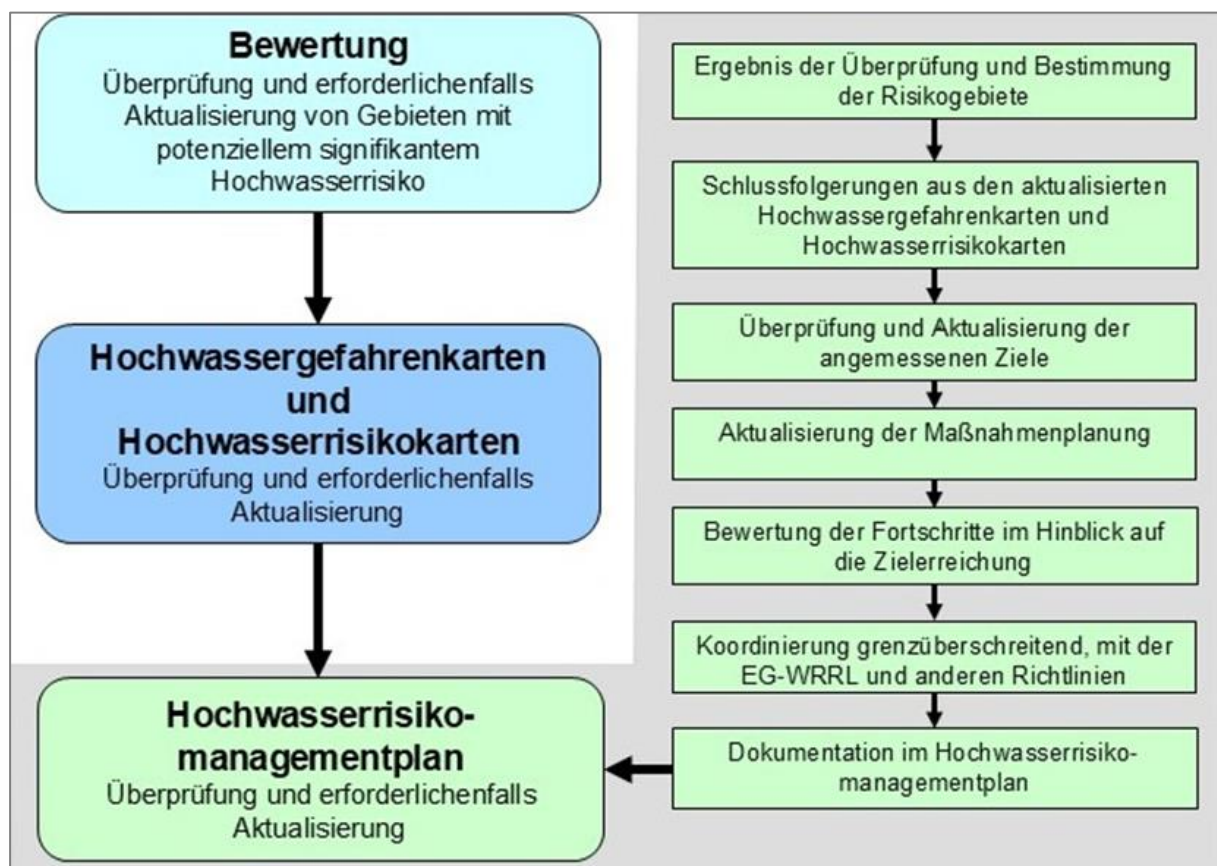 Bewertung
Überprüfung und erforderlichenfalls
Aktualisierung von Gebieten mit
potenziellem signifikantem
Hochwasserrisiko
Hochwassergefahrenkarten
und
Hochwasserrisikokarten
Überprüfung und erforderlichenfalls
Aktualisierung
Hochwasserrisiko-
managementplan
Überprüfung und erforderlichenfalls
Aktualisierung
Ergebnis der Überprüfung und Bestimmung
der Risikogebiete
Schlussfolgerungen aus den aktualisierten
Hochwassergefahrenkarten und
Hochwasserrisikokarten
Überprüfung und Aktualisierung der
angemessenen Ziele
Aktualisierung der Maßnahmenplanung
Bewertung der Fortschritte im Hinblick auf
die Zielerreichung
Koordinierung grenzüberschreitend, mit der
EG-WRRL und anderen Richtlinien
Dokumentation im Hochwasserrisiko-
managementplan